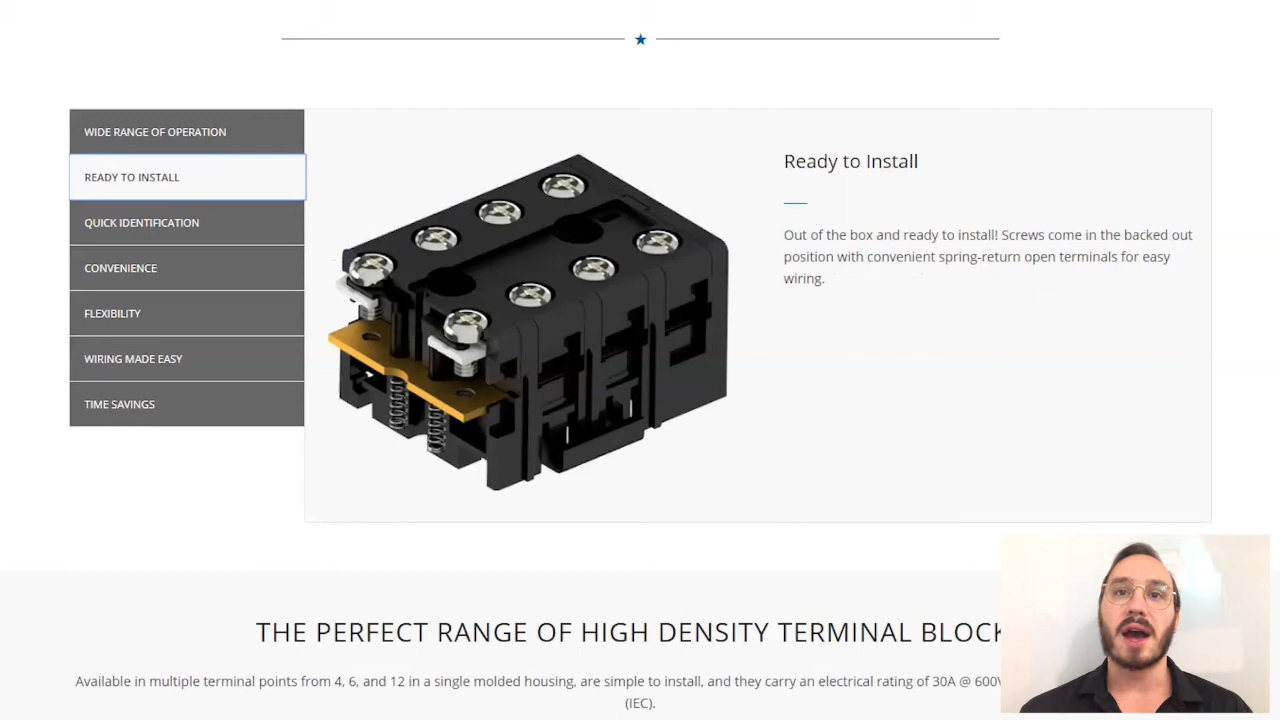 WIDE RANGE OF OPERATION
READY TO INSTALL
QUICK IDENTIFICATION
CONVENIENCE
FLEXIBILITY
WIRING MADE EASY
TIME SAVINGS
Ready to Install
Out of the box and ready to install! Screws come in the backed out
position with convenient spring-return open terminals for easy
wiring.
THE PERFECT RANGE OF HIGH DENSITY TERMINAL BLOCK
Available in multiple terminal points from 4, 6, and 12 in a single molded housing, are simple to install, and they carry an electrical rating of 30A @ 600V
(IEC).